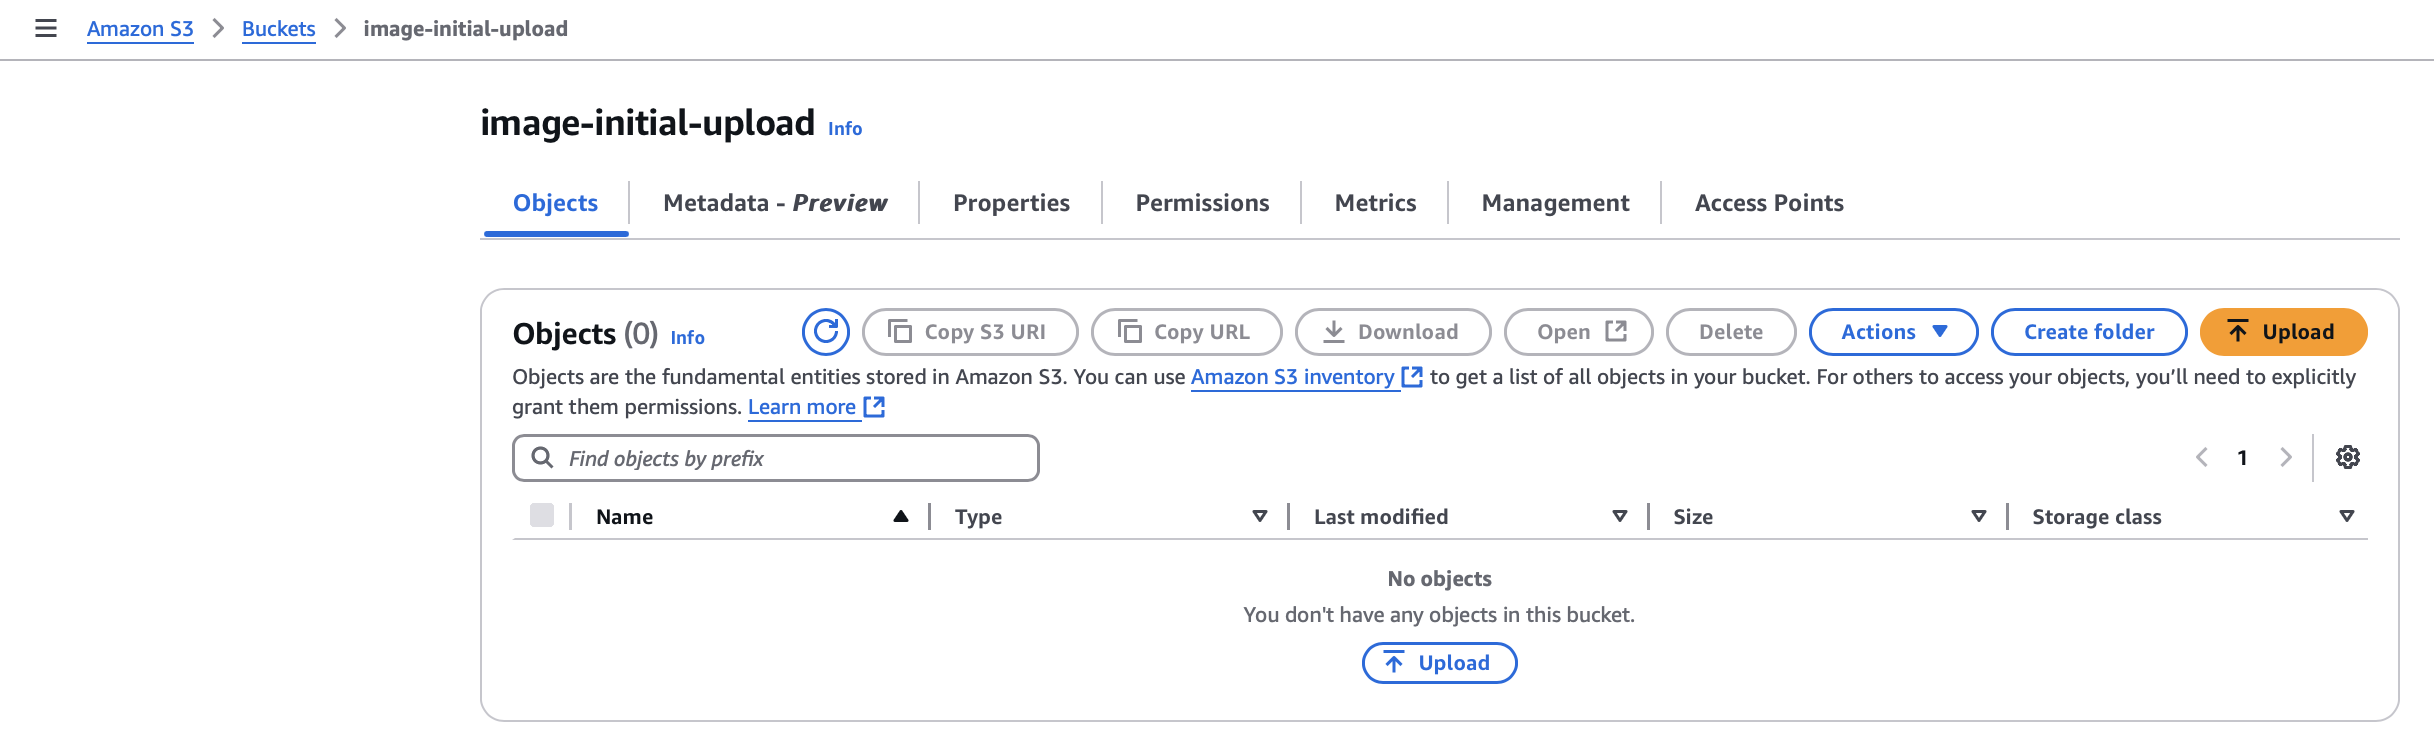 Amazon S3 > Buckets > image-initial-upload
image-initial-upload Info
Objects Metadata - Preview Properties Permissions Metrics Management Access Points
Objects (0) Info Copy S3 URI Copy URL Download Open Delete Actions Create folder Upload
Objects are the fundamental entities stored in Amazon S3. You can use Amazon S3 inventory to get a list of all objects in your bucket. For others to access your objects, you’ll need to explicitly
grant them permissions. Learn more
Find objects by prefix 1
Name Type Last modified Size Storage class
No objects
You don't have any objects in this bucket.
Upload